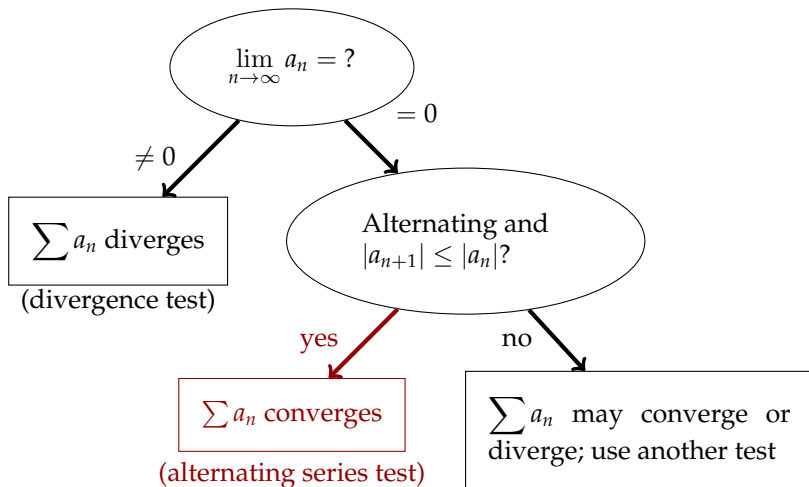 lim a_n = ?
n→∞
= 0
≠ 0
∑ a_n diverges
(divergence test)
Alternating and
|a_{n+1}| ≤ |a_n|?
yes
no
∑ a_n converges
(alternating series test)
∑ a_n may converge or
diverge; use another test